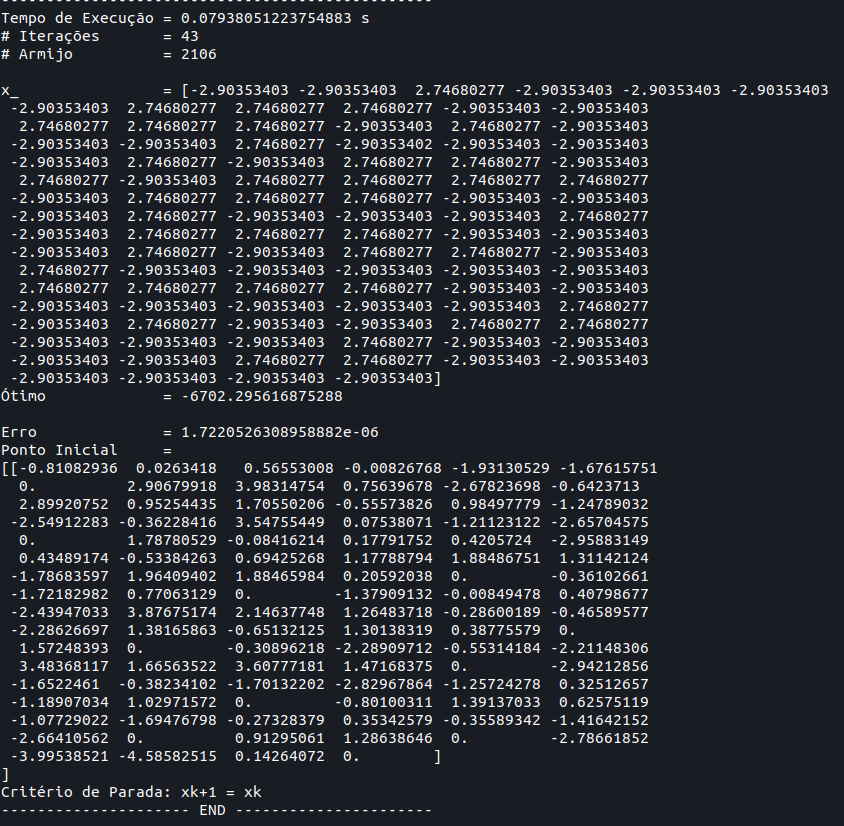 Tempo de Execução = 0.07938051223754883 s
# Iterações = 43
# Armijo = 2106
x_ = [-2.90353403 -2.90353403 2.74680277 -2.90353403 -2.90353403 -2.90353403
-2.90353403 2.74680277 2.74680277 2.74680277 -2.90353403 -2.90353403
2.74680277 2.74680277 2.74680277 -2.90353403 2.74680277 -2.90353403
-2.90353403 -2.90353403 2.74680277 -2.90353402 -2.90353403 -2.90353403
-2.90353403 2.74680277 -2.90353403 2.74680277 2.74680277 -2.90353403
2.74680277 -2.90353403 2.74680277 2.74680277 2.74680277 2.74680277
-2.90353403 2.74680277 2.74680277 2.74680277 -2.90353403 -2.90353403
-2.90353403 2.74680277 -2.90353403 -2.90353403 -2.90353403 2.74680277
-2.90353403 2.74680277 2.74680277 2.74680277 -2.90353403 -2.90353403
-2.90353403 2.74680277 -2.90353403 2.74680277 2.74680277 -2.90353403
2.74680277 -2.90353403 -2.90353403 -2.90353403 -2.90353403 -2.90353403
2.74680277 2.74680277 2.74680277 2.74680277 -2.90353403 -2.90353403
-2.90353403 -2.90353403 -2.90353403 -2.90353403 -2.90353403 2.74680277
-2.90353403 2.74680277 -2.90353403 -2.90353403 2.74680277 2.74680277
-2.90353403 -2.90353403 -2.90353403 2.74680277 -2.90353403 -2.90353403
-2.90353403 -2.90353403 2.74680277 2.74680277 -2.90353403 -2.90353403
-2.90353403 -2.90353403 -2.90353403 -2.90353403]
Ótimo = -6702.295616875288
Erro = 1.7220526308958882e-06
Ponto Inicial =
[[-0.81082936 0.0263418 0.56553008 -0.00826768 -1.93130529 -1.67615751
0. 2.90679918 3.98314754 0.75639678 -2.67823698 -0.6423713
2.89920752 0.95254435 1.70550206 -0.55573826 0.98497779 -1.24789032
-2.54912283 -0.36228416 3.54755449 0.07538071 -1.21123122 -2.65704575
0. 1.78780529 -0.08416214 0.17791752 0.4205724 -2.95883149
0.43489174 -0.53384263 0.69425268 1.17788794 1.88486751 1.31142124
-1.78683597 1.96409402 1.88465984 0.20592038 0. -0.36102661
-1.72182982 0.77063129 0. -1.37909132 -0.00849478 0.40798677
-2.43947033 3.87675174 2.14637748 1.26483718 -0.28600189 -0.46589577
-2.28626697 1.38165863 -0.65132125 1.30138319 0.38775579 0.
1.57248393 0. -0.30896218 -2.28909712 -0.55314184 -2.21148306
3.48368117 1.66563522 3.60777181 1.47168375 0. -2.94212856
-1.6522461 -0.38234102 -1.70132202 -2.82967864 -1.25724278 0.32512657
-1.18907034 1.02971572 0. -0.80100311 1.39137033 0.62575119
-1.07729022 -1.69476798 -0.27328379 0.35342579 -0.35589342 -1.41642152
-2.66410562 0. 0.91295061 1.28638646 0. -2.78661852
-3.99538521 -4.58582515 0.14264072 0. ]
]
Critério de Parada: xk+1 = xk
--------------------- END ----------------------